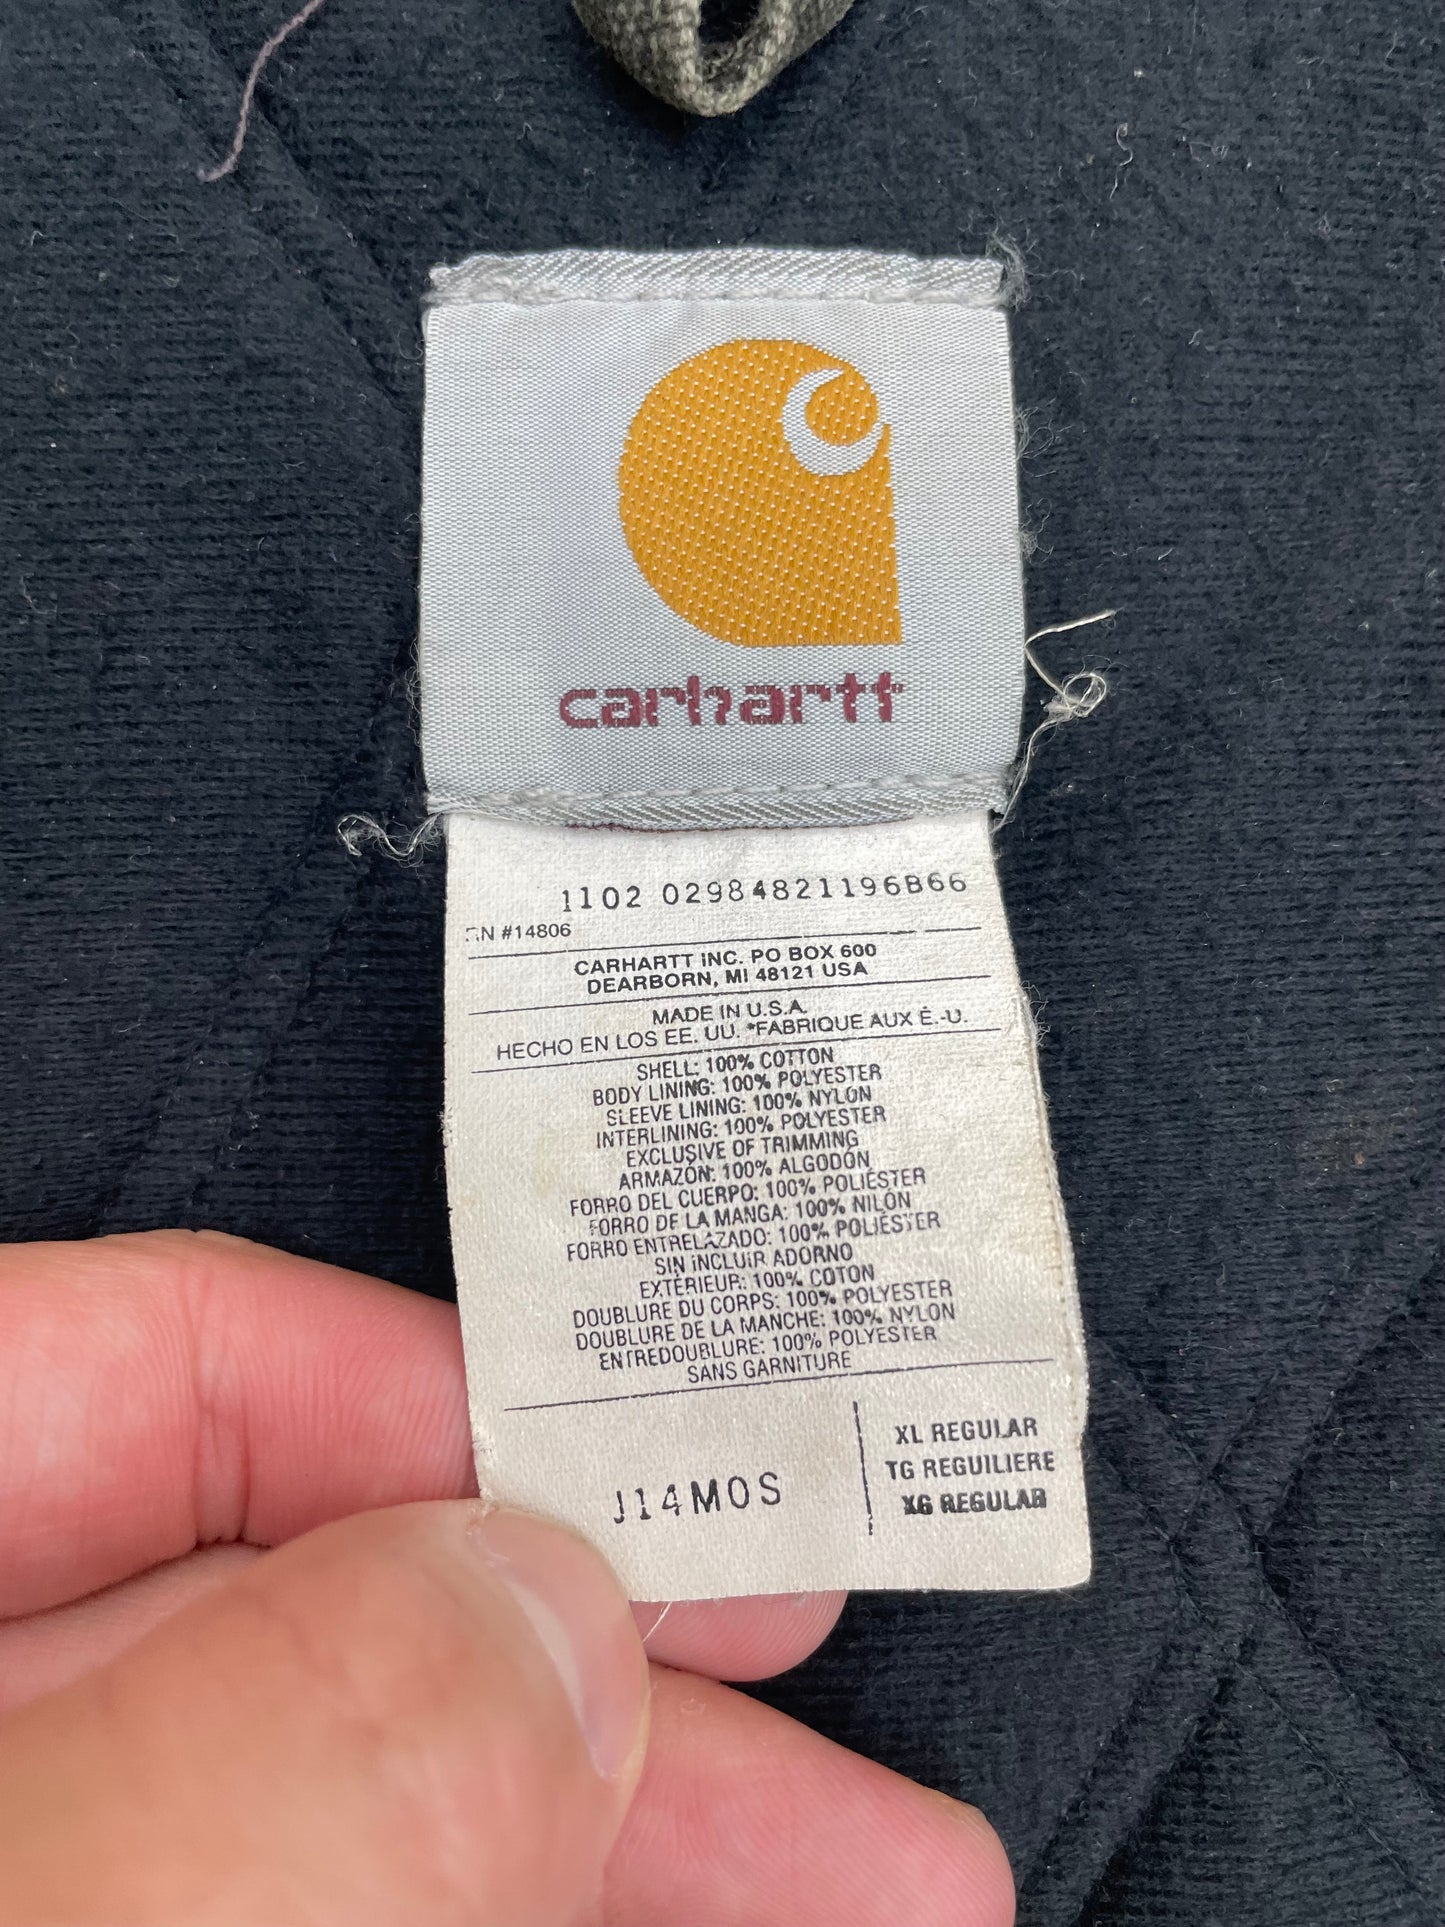 carhartt
1102 02984821196B66
RN #14806
CARHARTT INC. PO BOX 600
DEARBORN, MI 48121 USA
MADE IN U.S.A.
HECHO EN LOS EE. UU. *FABRIQUE AUX É.-U.
SHELL: 100% COTTON
BODY LINING: 100% POLYESTER
SLEEVE LINING: 100% NYLON
INTERLINING: 100% POLYESTER
EXCLUSIVE OF TRIMMING
ARMAZÓN: 100% ALGODÓN
FORRO DEL CUERPO: 100% POLIÉSTER
FORRO DE LA MANGA: 100% NILÓN
FORRO ENTRELAZADO: 100% POLIÉSTER
SIN INCLUIR ADORNO
EXTÉRIEUR: 100% COTON
DOUBLURE DU CORPS: 100% POLYESTER
DOUBLURE DE LA MANCHE: 100% NYLON
ENTREDOUBLURE: 100% POLYESTER
SANS GARNITURE
J14MOS
XL REGULAR
TG REGUILIERE
XG REGULAR